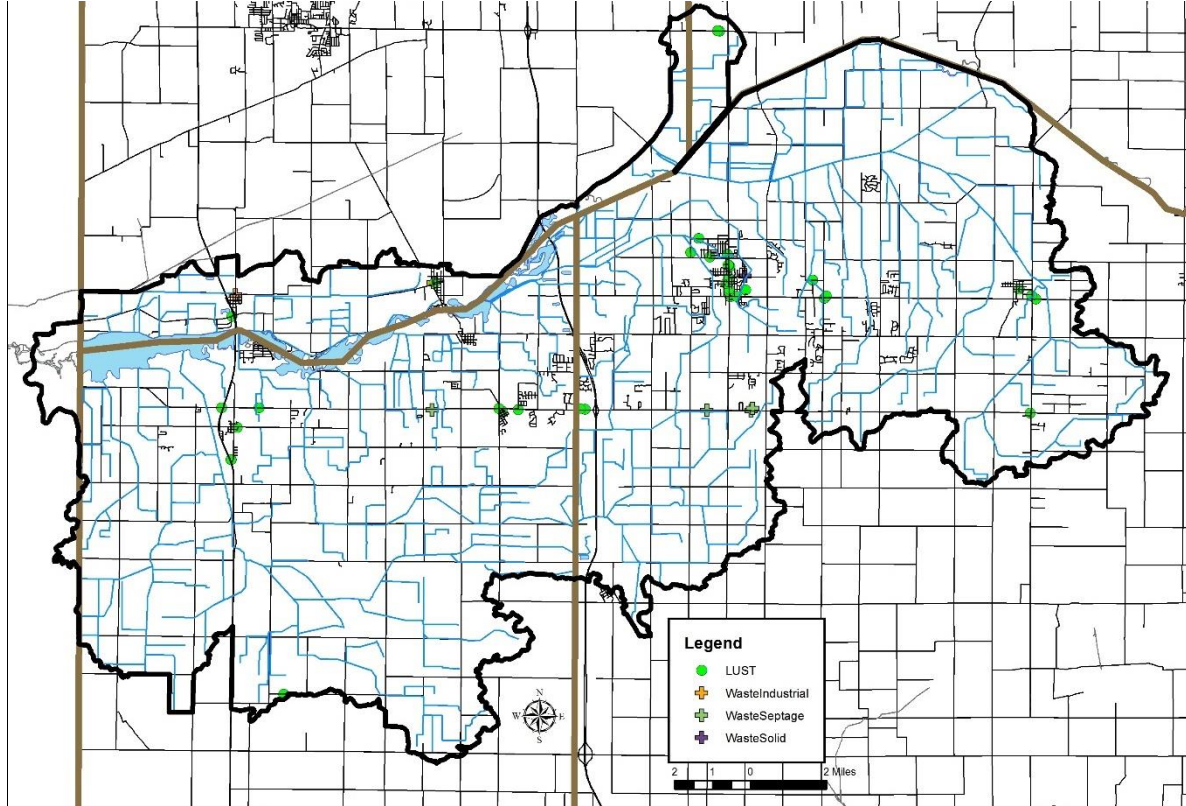 Legend
LUST
WasteIndustrial
WasteSeptage
WasteSolid
N
W E
S
2 1 0 2 Miles